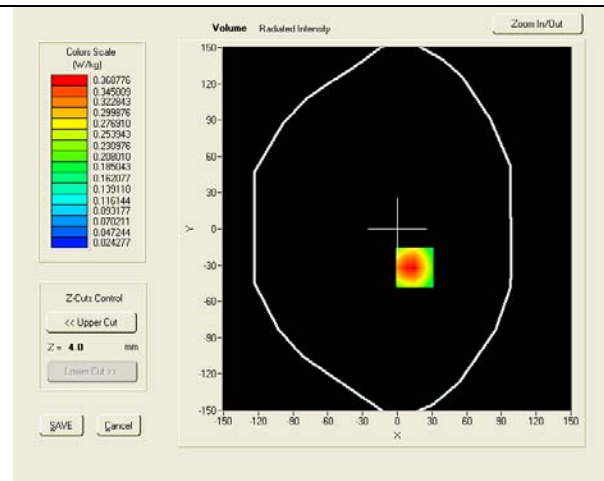 Volume Radiated Intensity
Zoom In/Out
Colors Scale
(W/kg)
0.360776
0.345809
0.322843
0.299876
0.276910
0.253943
0.230976
0.208010
0.185043
0.162077
0.139110
0.116144
0.093177
0.070211
0.047244
0.024277
Z-Cuts Control
<< Upper Cut
Z = 4.0 mm
Lower Cut >>
SAVE
Cancel
150-
120-
90-
60-
30-
0-
-30-
-60-
-90-
-120-
-150-
Y
-150 -120 -90 -60 -30 0 30 60 90 120 150
X